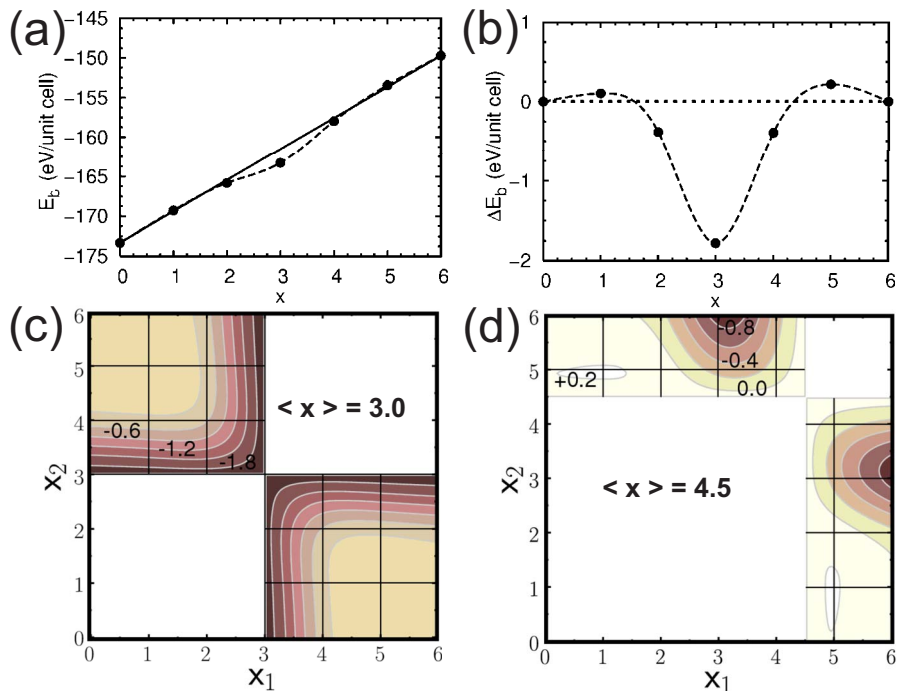 (a)
−145
−150
−155
−160
−165
−170
−175
E_b (eV/unit cell)
0 1 2 3 4 5 6
x
(b)
1
0
−1
−2
ΔE_b (eV/unit cell)
0 1 2 3 4 5 6
x
(c)
6
5
4
3
2
1
0
x₂
-0.6
-1.2
-1.8
< x > = 3.0
0 1 2 3 4 5 6
x₁
(d)
6
5
4
3
2
1
0
x₂
-0.8
-0.4
+0.2
0.0
< x > = 4.5
0 1 2 3 4 5 6
x₁